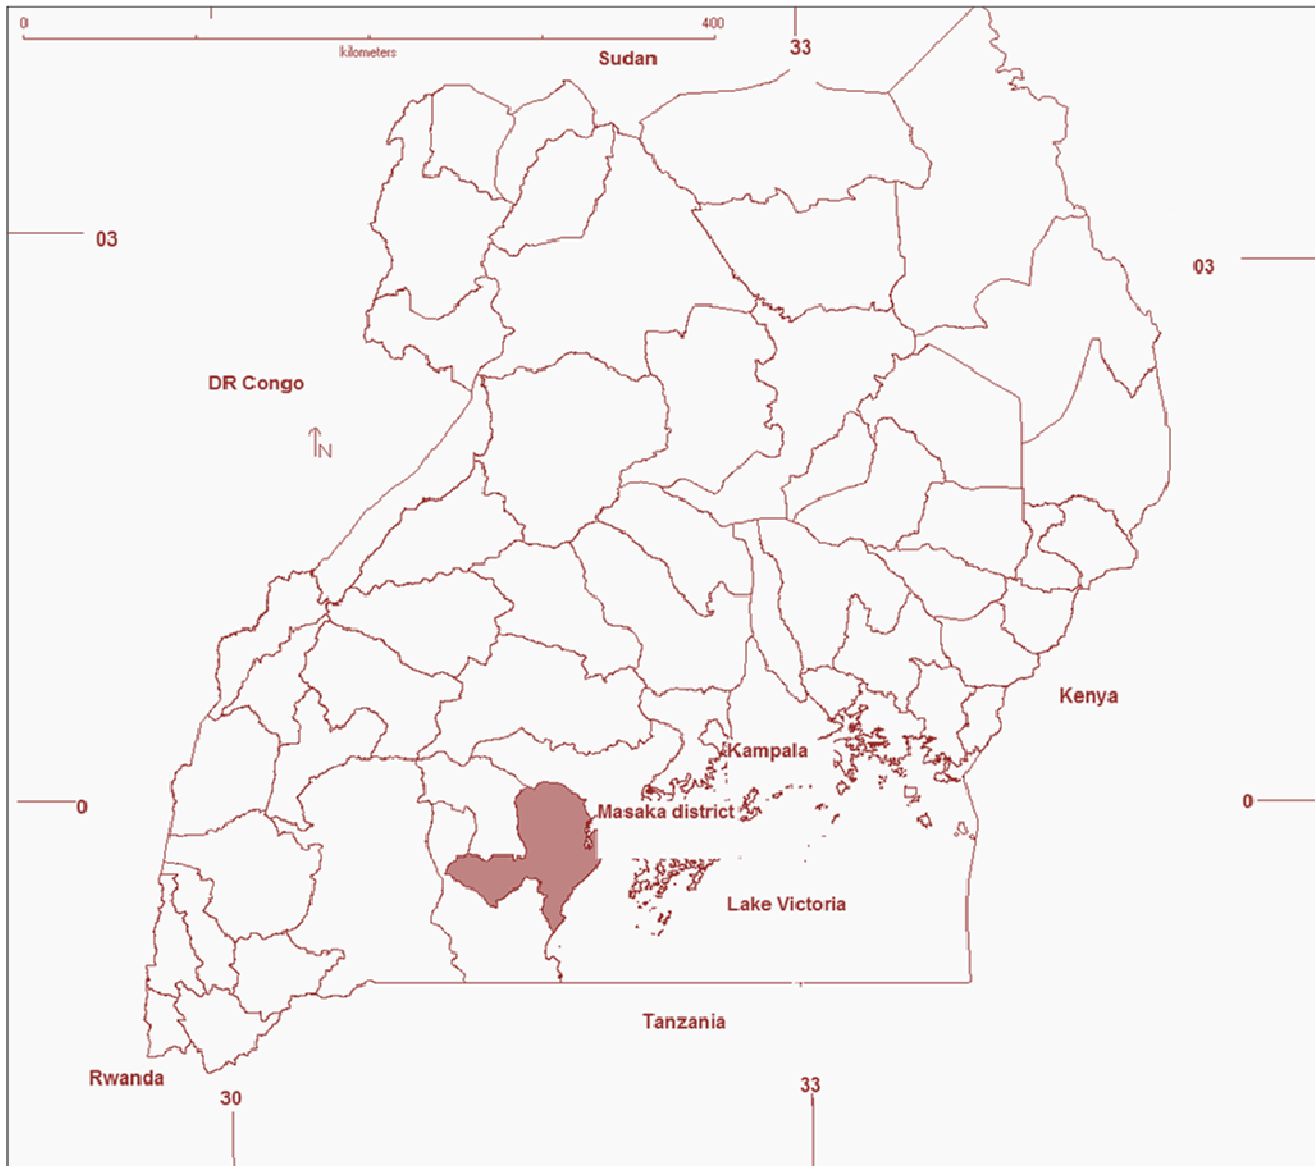 0 400
kilometers
Sudan
33
03
03
DR Congo
N
Kenya
Kampala
0
Masaka district
0
Lake Victoria
Tanzania
Rwanda
30
33